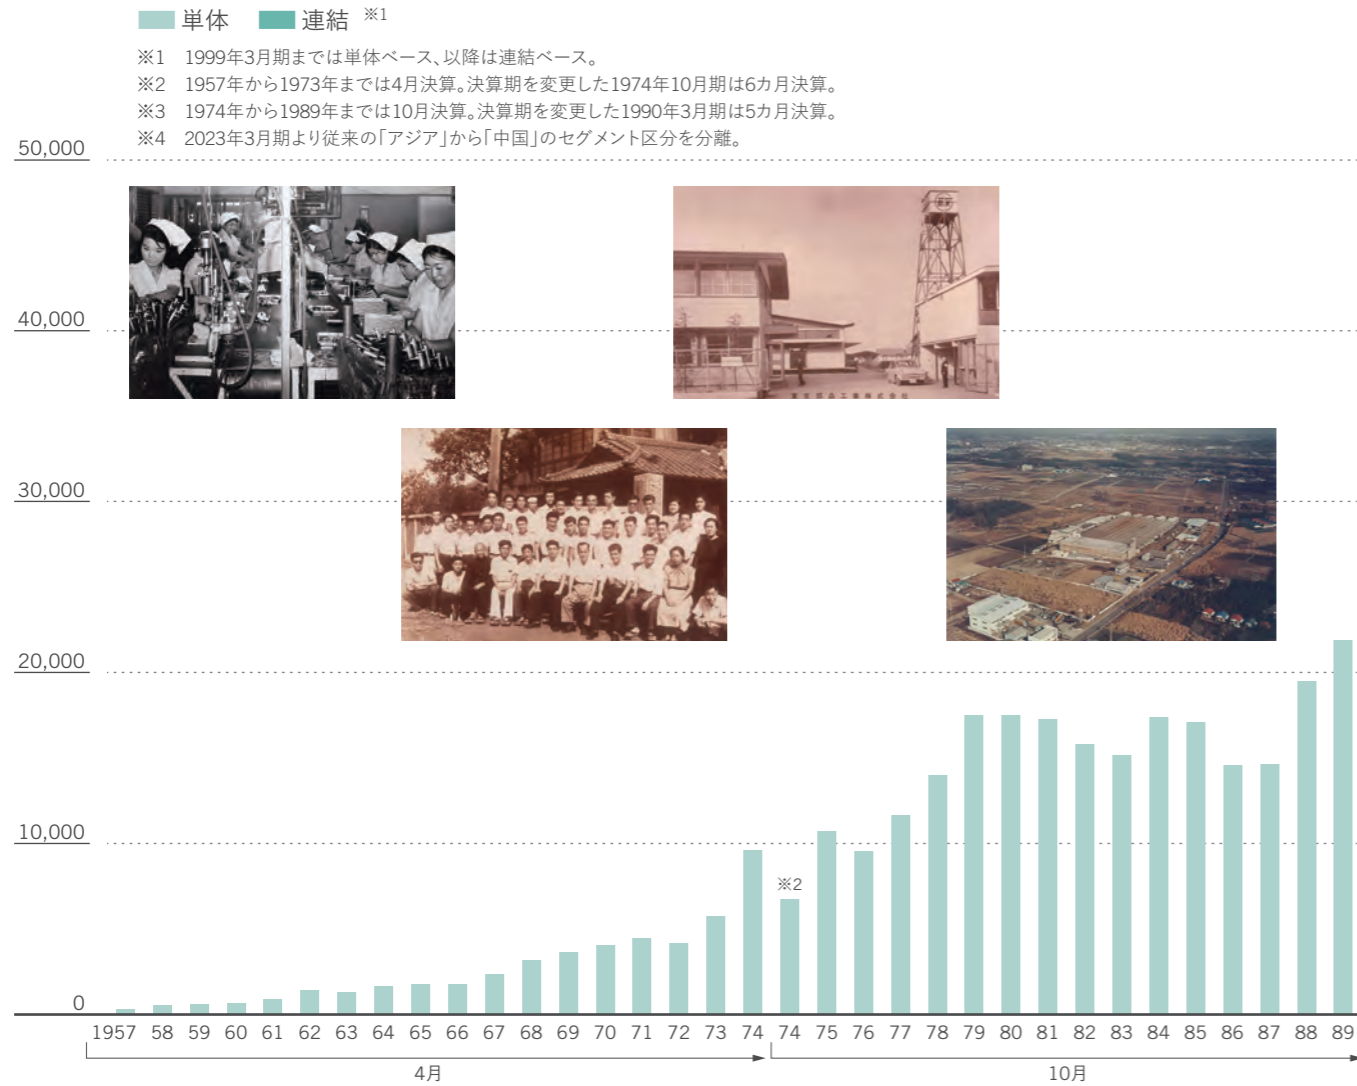 単体 連結 ※1
※1 1999年3月期までは単体ベース、以降は連結ベース。
※2 1957年から1973年までは4月決算。決算期を変更した1974年10月期は6カ月決算。
※3 1974年から1989年までは10月決算。決算期を変更した1990年3月期は5カ月決算。
※4 2023年3月期より従来の「アジア」から「中国」のセグメント区分を分離。
50,000
40,000
30,000
20,000
10,000
※2
0
1957 58 59 60 61 62 63 64 65 66 67 68 69 70 71 72 73 74 74 75 76 77 78 79 80 81 82 83 84 85 86 87 88 89
4月 10月